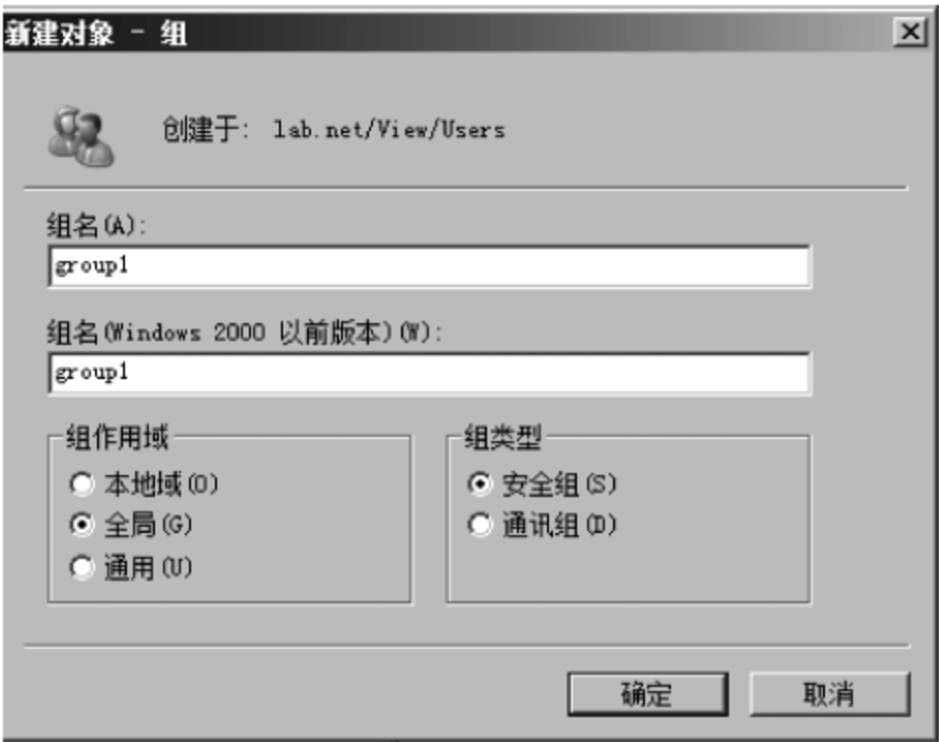 新建对象 - 组
创建于: lab.net/View/Users
组名(A):
group1
组名(Windows 2000 以前版本)(W):
group1
组作用域
本地域(O)
全局(G)
通用(U)
组类型
安全组(S)
通讯组(D)
确定
取消